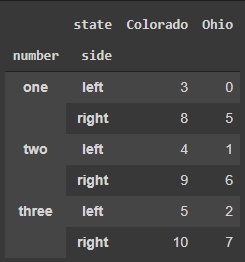 state Colorado Ohio
number side
one left 3 0
right 8 5
two left 4 1
right 9 6
three left 5 2
right 10 7